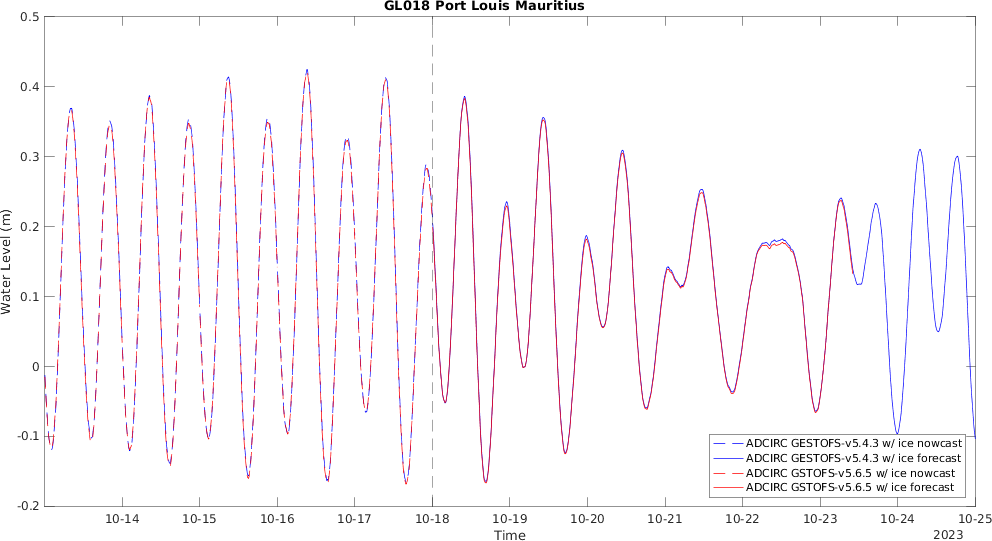 GL018 Port Louis Mauritius
0.5
0.4
0.3
0.2
0.1
0
-0.1
-0.2
Water Level (m)
10-14 10-15 10-16 10-17 10-18 10-19 10-20 10-21 10-22 10-23 10-24 10-25
Time
2023
ADCIRC GESTOFS-v5.4.3 w/ ice nowcast
ADCIRC GESTOFS-v5.4.3 w/ ice forecast
ADCIRC GSTOFS-v5.6.5 w/ ice nowcast
ADCIRC GSTOFS-v5.6.5 w/ ice forecast